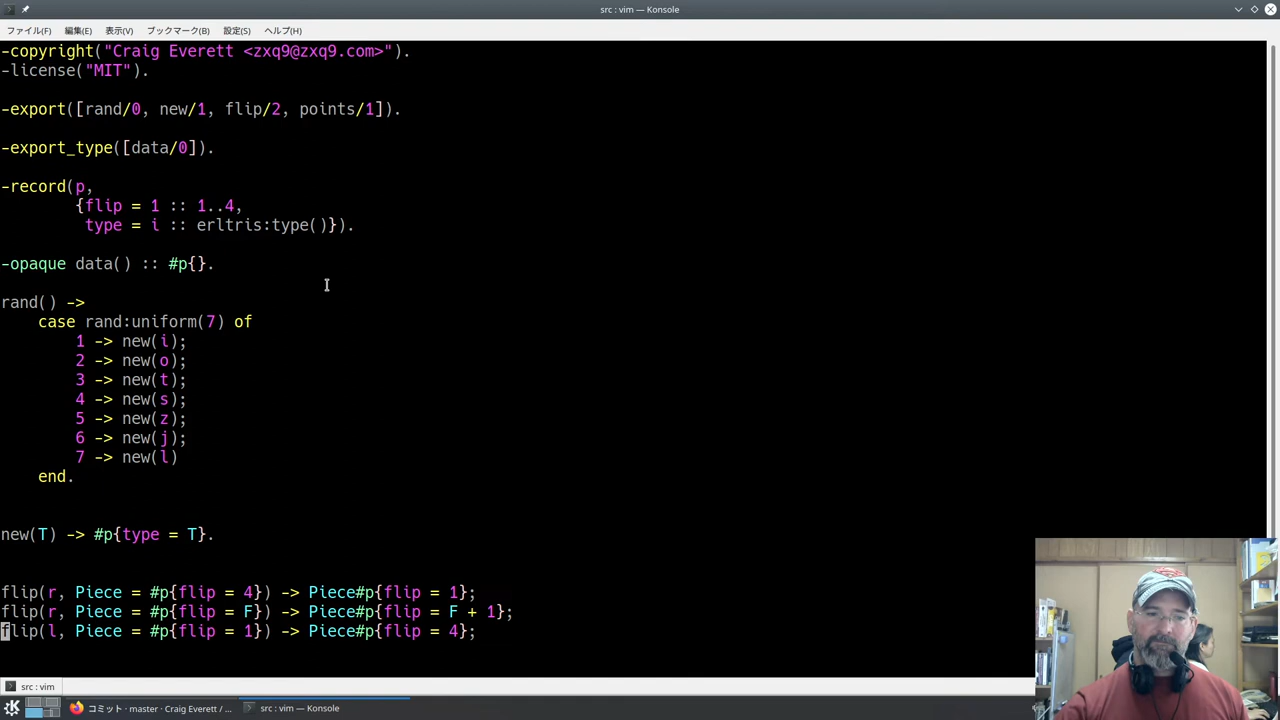 src : vim — Konsole
ファイル(F) 編集(E) 表示(V) ブックマーク(B) 設定(S) ヘルプ(H)
-copyright("Craig Everett <zxq9@zxq9.com>").
-license("MIT").
-export([rand/0, new/1, flip/2, points/1]).
-export_type([data/0]).
-record(p,
{flip = 1 :: 1..4,
type = i :: erltris:type()}).
-opaque data() :: #p{}.
rand() ->
case rand:uniform(7) of
1 -> new(i);
2 -> new(o);
3 -> new(t);
4 -> new(s);
5 -> new(z);
6 -> new(j);
7 -> new(l)
end.
new(T) -> #p{type = T}.
flip(r, Piece = #p{flip = 4}) -> Piece#p{flip = 1};
flip(r, Piece = #p{flip = F}) -> Piece#p{flip = F + 1};
flip(l, Piece = #p{flip = 1}) -> Piece#p{flip = 4};
src : vim
コミット · master · Craig Everett / ... src : vim — Konsole